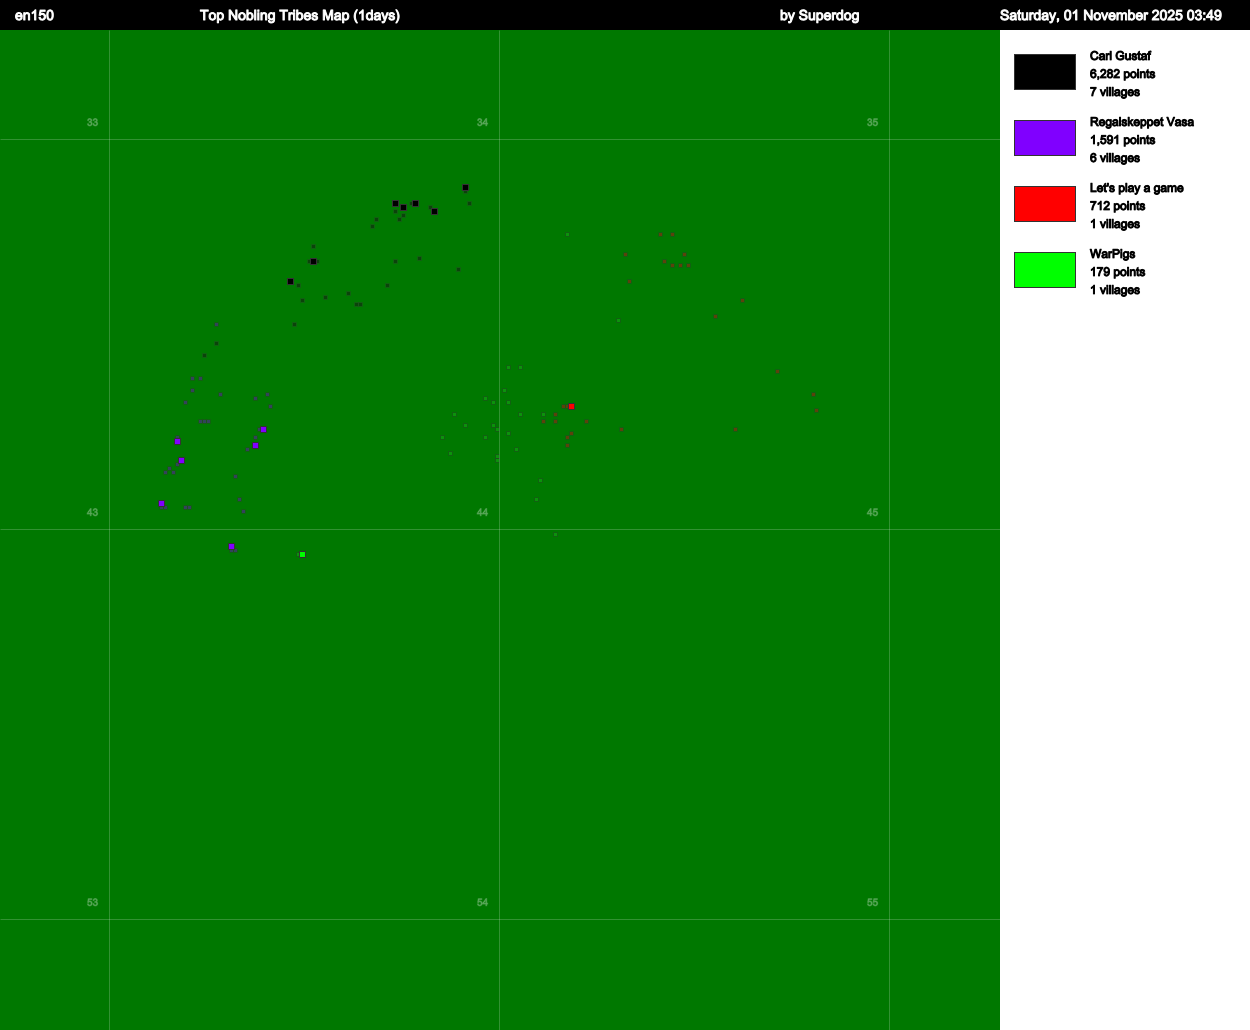 en150 Top Nobling Tribes Map (1days) by Superdog Saturday, 01 November 2025 03:49
Carl Gustaf
6,282 points
7 villages
Regalskeppet Vasa
1,591 points
6 villages
Let's play a game
712 points
1 villages
WarPigs
179 points
1 villages
33 34 35
43 44 45
53 54 55